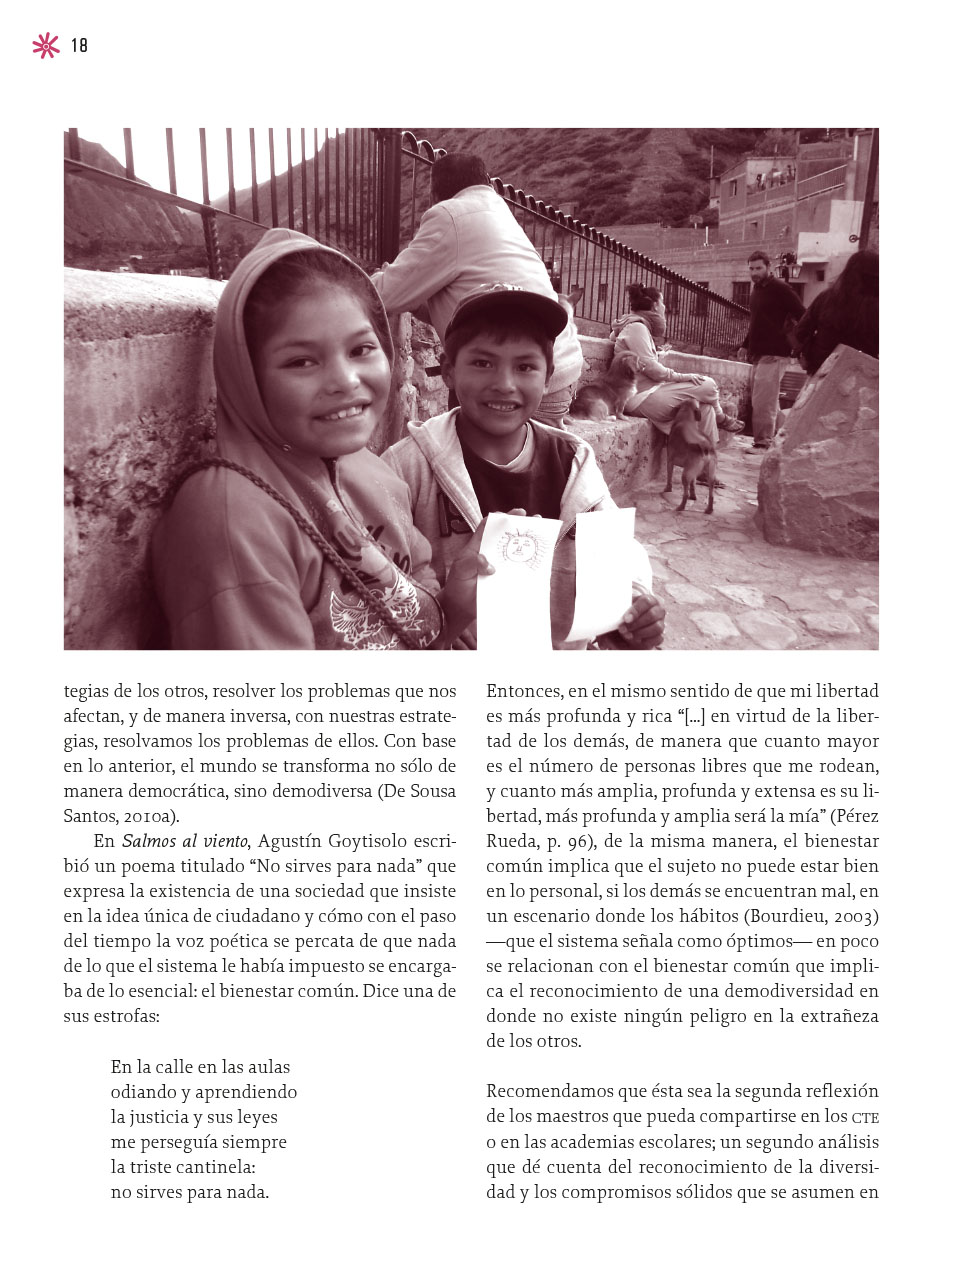 18
tegias de los otros, resolver los problemas que nos
afectan, y de manera inversa, con nuestras estrate-
gias, resolvamos los problemas de ellos. Con base
en lo anterior, el mundo se transforma no sólo de
manera democrática, sino demodiversa (De Sousa
Santos, 2010a).
En Salmos al viento, Agustín Goytisolo escri-
bió un poema titulado “No sirves para nada” que
expresa la existencia de una sociedad que insiste
en la idea única de ciudadano y cómo con el paso
del tiempo la voz poética se percata de que nada
de lo que el sistema le había impuesto se encarga-
ba de lo esencial: el bienestar común. Dice una de
sus estrofas:
En la calle en las aulas
odiando y aprendiendo
la justicia y sus leyes
me perseguía siempre
la triste cantinela:
no sirves para nada.
Entonces, en el mismo sentido de que mi libertad
es más profunda y rica “[...] en virtud de la liber-
tad de los demás, de manera que cuanto mayor
es el número de personas libres que me rodean,
y cuanto más amplia, profunda y extensa es su li-
bertad, más profunda y amplia será la mía” (Pérez
Rueda, p. 96), de la misma manera, el bienestar
común implica que el sujeto no puede estar bien
en lo personal, si los demás se encuentran mal, en
un escenario donde los hábitos (Bourdieu, 2003)
—que el sistema señala como óptimos— en poco
se relacionan con el bienestar común que impli-
ca el reconocimiento de una demodiversidad en
donde no existe ningún peligro en la extrañeza
de los otros.
Recomendamos que ésta sea la segunda reflexión
de los maestros que pueda compartirse en los CTE
o en las academias escolares; un segundo análisis
que dé cuenta del reconocimiento de la diversi-
dad y los compromisos sólidos que se asumen en